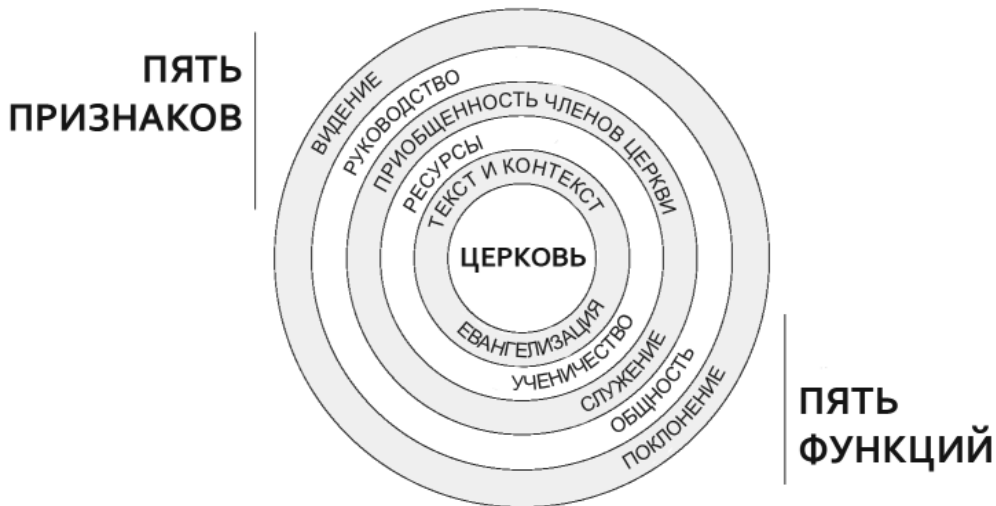 ПЯТЬ
ПРИЗНАКОВ
ВИДЕНИЕ
РУКОВОДСТВО
ПРИОБЩЕННОСТЬ ЧЛЕНОВ ЦЕРКВИ
РЕСУРСЫ
ТЕКСТ И КОНТЕКСТ
ЦЕРКОВЬ
ЕВАНГЕЛИЗАЦИЯ
УЧЕНИЧЕСТВО
СЛУЖЕНИЕ
ОБЩНОСТЬ
ПОКЛОНЕНИЕ
ПЯТЬ
ФУНКЦИЙ